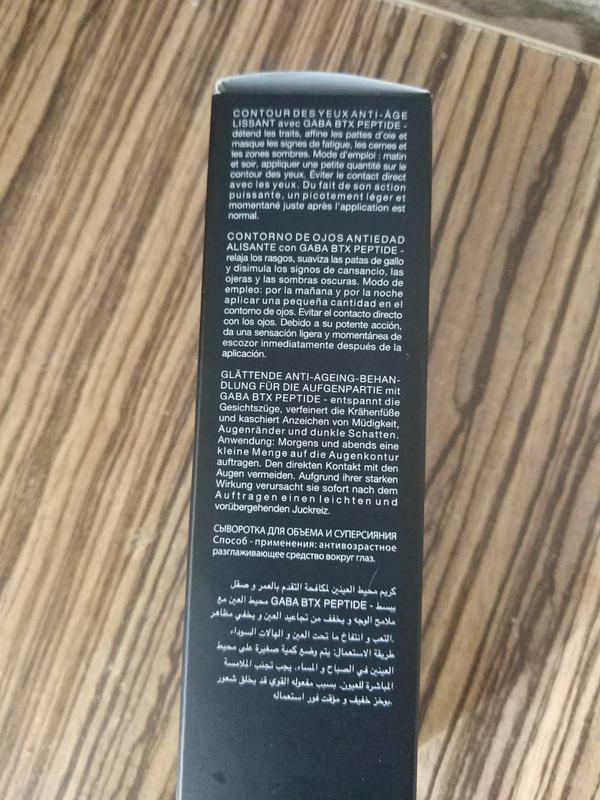 CONTOUR DES YEUX ANTI-ÂGE
LISSANT avec GABA BTX PEPTIDE -
détend les traits, affine les pattes d'oie et
masque les signes de fatigue, les cernes et
les zones sombres. Mode d'emploi : matin
et soir, appliquer une petite quantité sur le
contour des yeux. Éviter le contact direct
avec les yeux. Du fait de son action
puissante, un picotement léger et
momentané juste après l'application est
normal.
CONTORNO DE OJOS ANTIEDAD
ALISANTE con GABA BTX PEPTIDE -
relaja los rasgos, suaviza las patas de gallo
y disimula los signos de cansancio, las
ojeras y las sombras oscuras. Modo de
empleo: por la mañana y por la noche
aplicar una pequeña cantidad en el
contorno de ojos. Evitar el contacto directo
con los ojos. Debido a su potente acción,
da una sensación ligera y momentánea de
escozor inmediatamente después de la
aplicación.
GLÄTTENDE ANTI-AGEING-BEHAN-
DLUNG FÜR DIE AUFGENPARTIE mit
GABA BTX PEPTIDE - entspannt die
Gesichtszüge, verfeinert die Krähenfüße
und kaschiert Anzeichen von Müdigkeit,
Augenränder und dunkle Schatten.
Anwendung: Morgens und abends eine
kleine Menge auf die Augenkontur
auftragen. Den direkten Kontakt mit den
Augen vermeiden. Aufgrund ihrer starken
Wirkung verursacht sie sofort nach dem
Auftragen einen leichten und
vorübergehenden Juckreiz.
СЫВОРОТКА ДЛЯ ОБЪЕМА И СУПЕРСИЯНИЯ
Способ - применения: антивозрастное
разглаживающее средство вокруг глаз.
كريم محيط العينين لمكافحة التقدم بالعمر و صقل
محيط العين مع GABA BTX PEPTIDE - يبسط
ملامح الوجه و يخفف من تجاعيد العين و يخفي مظاهر
التعب و انتفاخ ما تحت العين و الهالات السوداء.
طريقة الاستعمال: يتم وضع كمية صغيرة على محيط
العينين في الصباح و المساء. يجب تجنب الملامسة
المباشرة للعيون. بسبب مفعوله القوي قد يخلق شعور
بوخز خفيف و مؤقت فور استعماله.